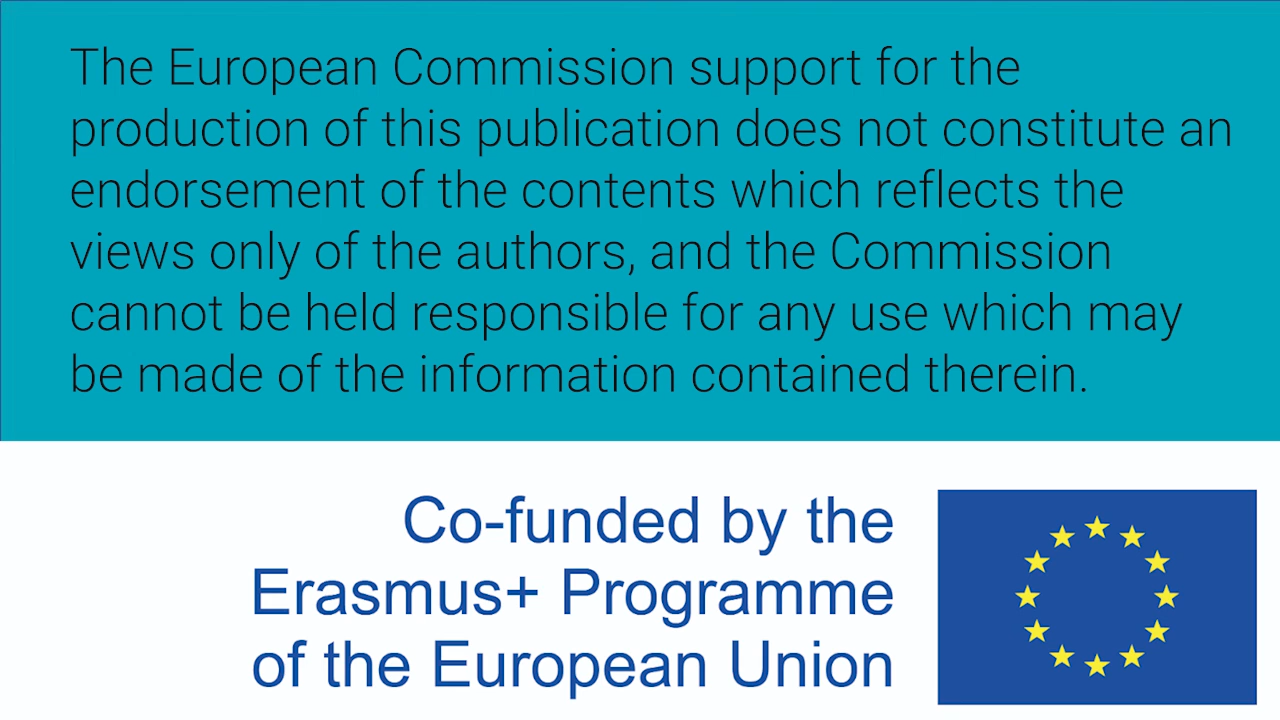 The European Commission support for the
production of this publication does not constitute an
endorsement of the contents which reflects the
views only of the authors, and the Commission
cannot be held responsible for any use which may
be made of the information contained therein.
Co-funded by the
Erasmus+ Programme
of the European Union